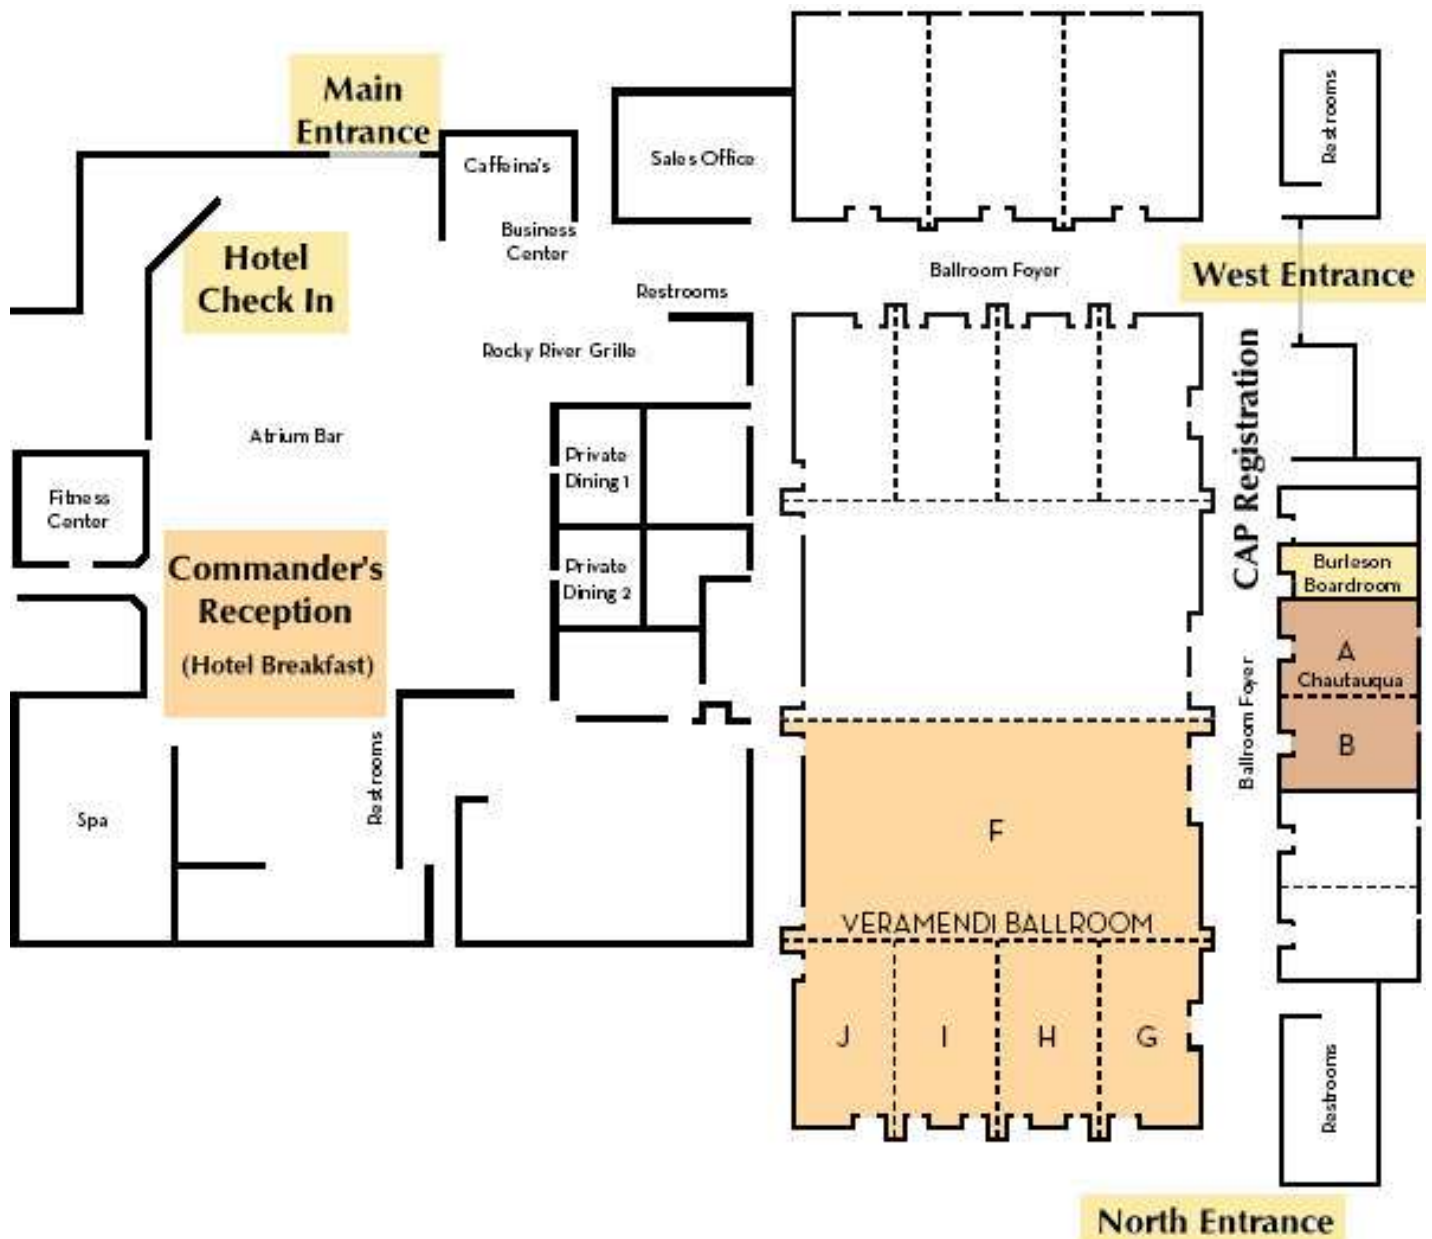 Main
Entrance
Caffeina's
Sales Office
Restrooms
Business
Center
Hotel
Check In
Ballroom Foyer
West Entrance
Restrooms
Rocky River Grille
CAP Registration
Atrium Bar
Private
Dining 1
Fitness
Center
Commander's
Reception
(Hotel Breakfast)
Private
Dining 2
Burleson
Boardroom
A
Chautauqua
B
Ballroom Foyer
Restrooms
Spa
F
VERAMENDI BALLROOM
J I H G
Restrooms
North Entrance